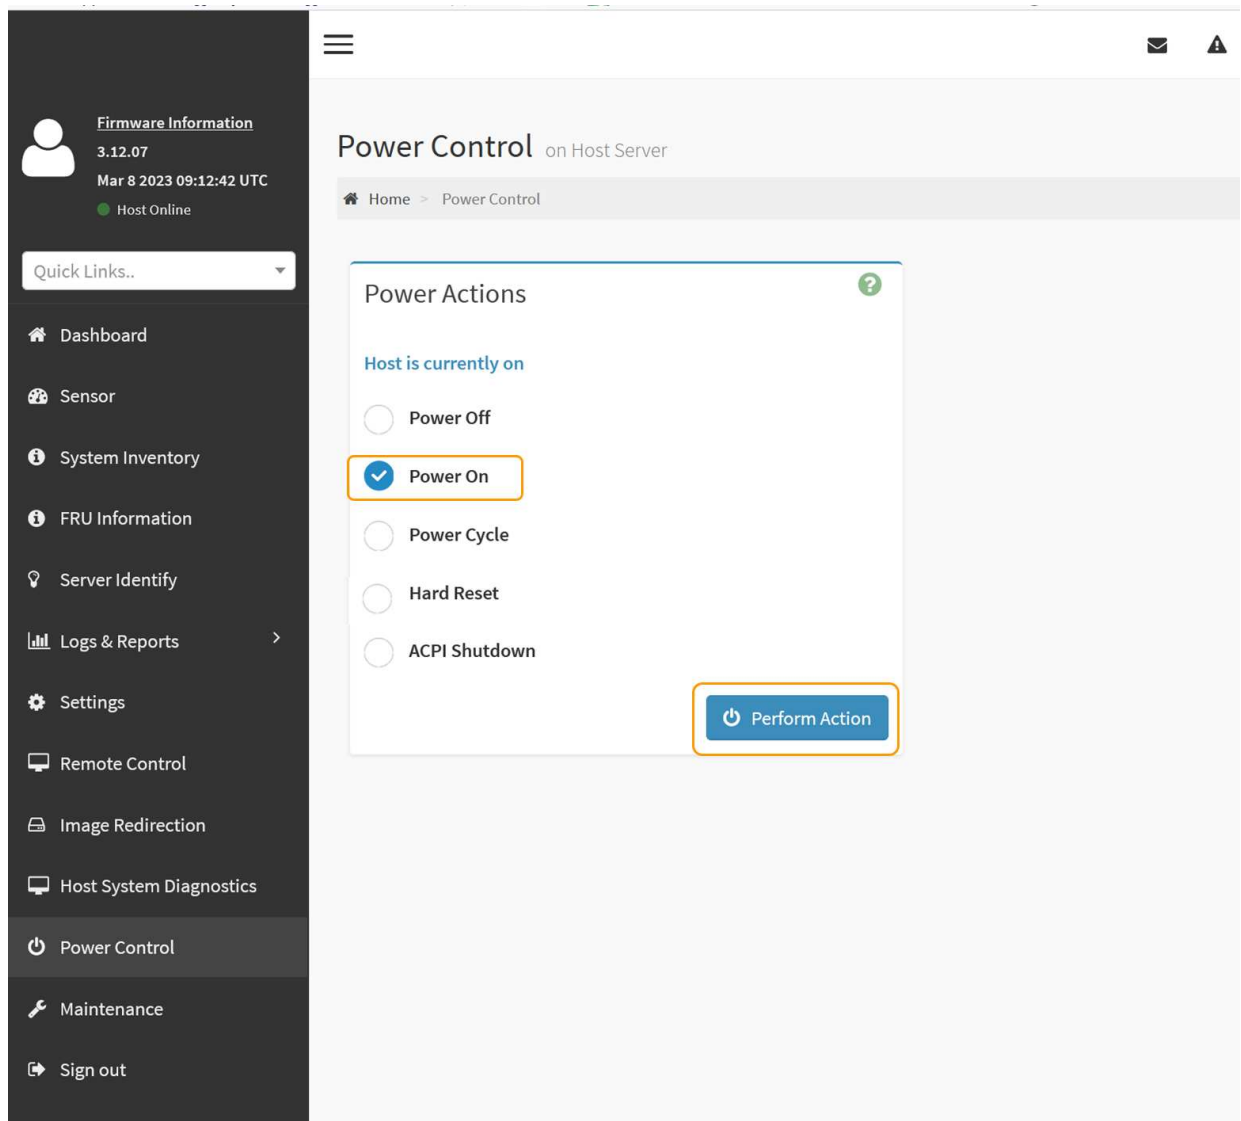 Firmware Information
3.12.07
Mar 8 2023 09:12:42 UTC
Host Online
Quick Links..
Dashboard
Sensor
System Inventory
FRU Information
Server Identify
Logs & Reports
Settings
Remote Control
Image Redirection
Host System Diagnostics
Power Control
Maintenance
Sign out
Power Control on Host Server
Home > Power Control
Power Actions
Host is currently on
Power Off
Power On
Power Cycle
Hard Reset
ACPI Shutdown
Perform Action